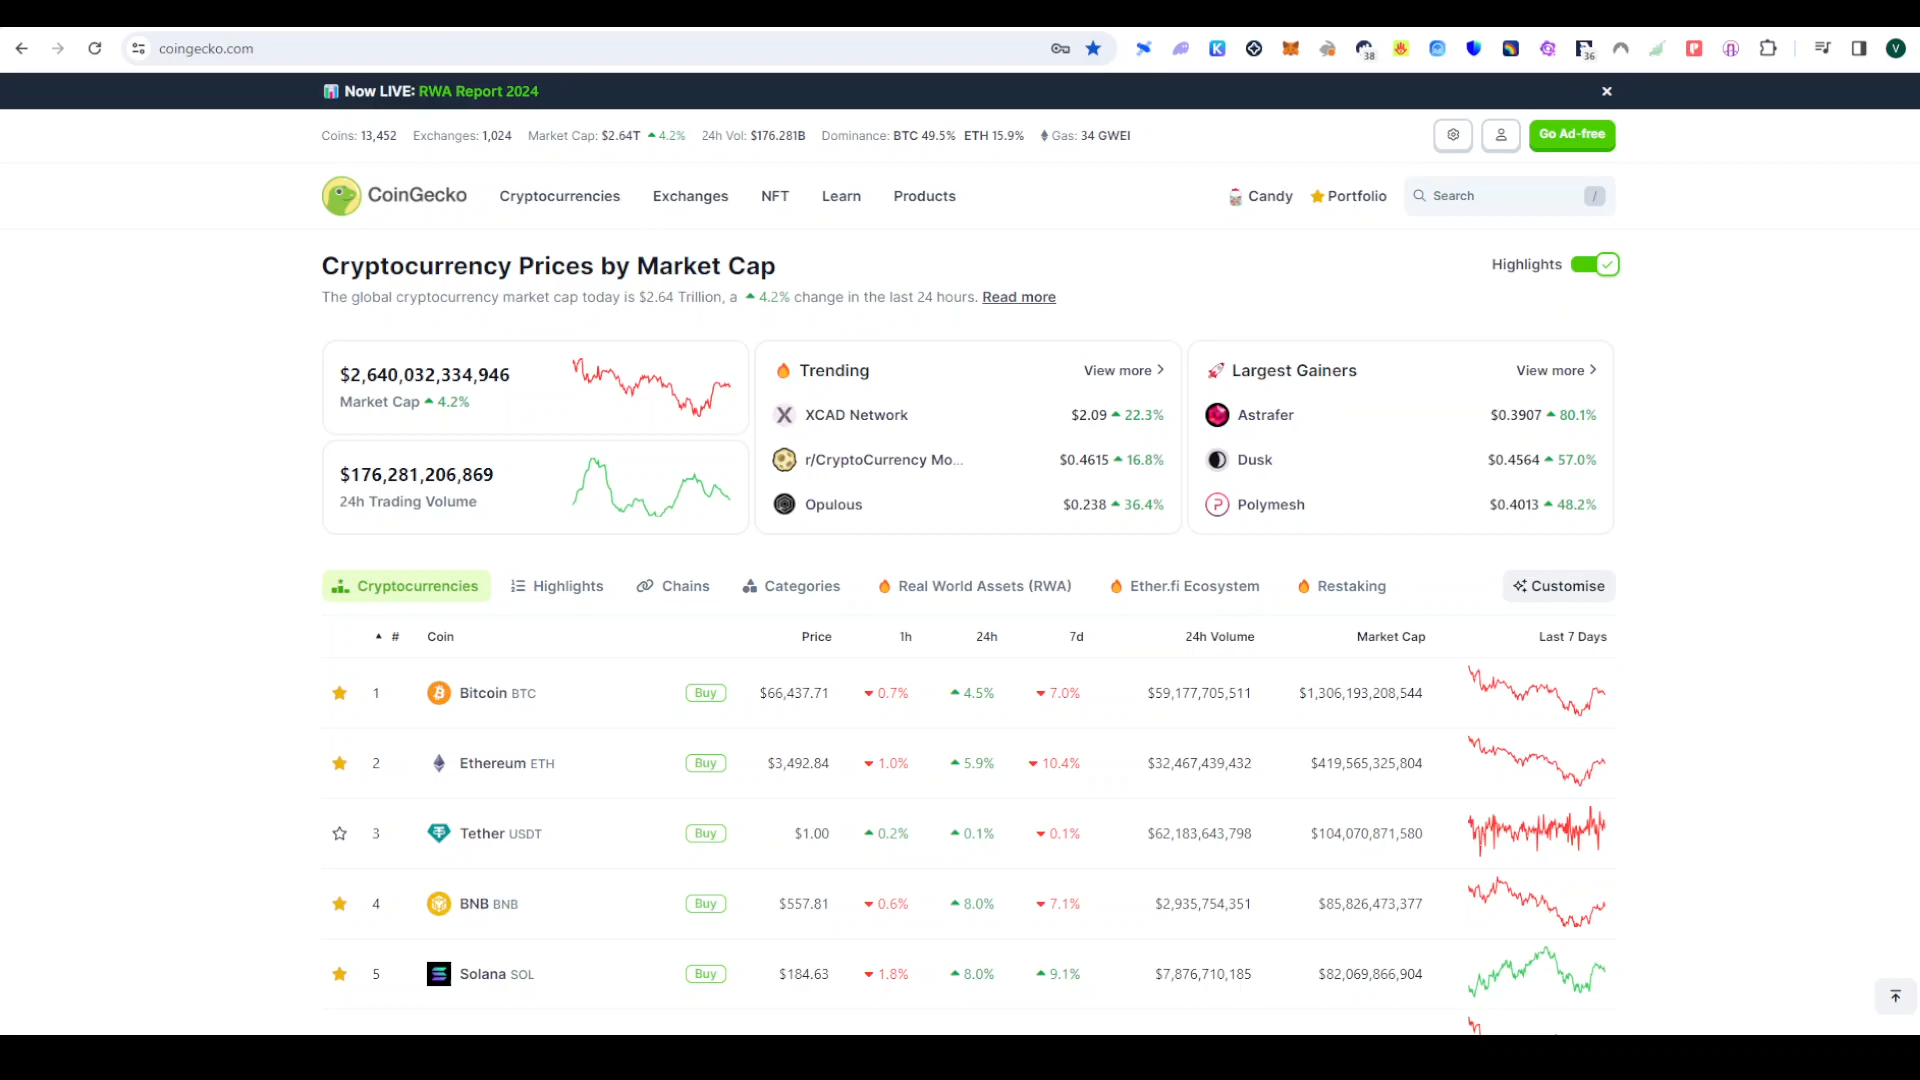 coingecko.com
38
36
V
Now LIVE: RWA Report 2024
Coins: 13,452 Exchanges: 1,024 Market Cap: $2.64T 4.2% 24h Vol: $176.281B Dominance: BTC 49.5% ETH 15.9% Gas: 34 GWEI
Go Ad-free
CoinGecko Cryptocurrencies Exchanges NFT Learn Products Candy Portfolio Search /
Cryptocurrency Prices by Market Cap
Highlights
The global cryptocurrency market cap today is $2.64 Trillion, a 4.2% change in the last 24 hours. Read more
$2,640,032,334,946
Market Cap 4.2%
$176,281,206,869
24h Trading Volume
Trending View more
XCAD Network $2.09 22.3%
r/CryptoCurrency Mo... $0.4615 16.8%
Opulous $0.238 36.4%
Largest Gainers View more
Astrafer $0.3907 80.1%
Dusk $0.4564 57.0%
Polymesh $0.4013 48.2%
Cryptocurrencies Highlights Chains Categories Real World Assets (RWA) Ether.fi Ecosystem Restaking Customise
# Coin Price 1h 24h 7d 24h Volume Market Cap Last 7 Days
1 Bitcoin BTC Buy $66,437.71 0.7% 4.5% 7.0% $59,177,705,511 $1,306,193,208,544
2 Ethereum ETH Buy $3,492.84 1.0% 5.9% 10.4% $32,467,439,432 $419,565,325,804
3 Tether USDT Buy $1.00 0.2% 0.1% 0.1% $62,183,643,798 $104,070,871,580
4 BNB BNB Buy $557.81 0.6% 8.0% 7.1% $2,935,754,351 $85,826,473,377
5 Solana SOL Buy $184.63 1.8% 8.0% 9.1% $7,876,710,185 $82,069,866,904